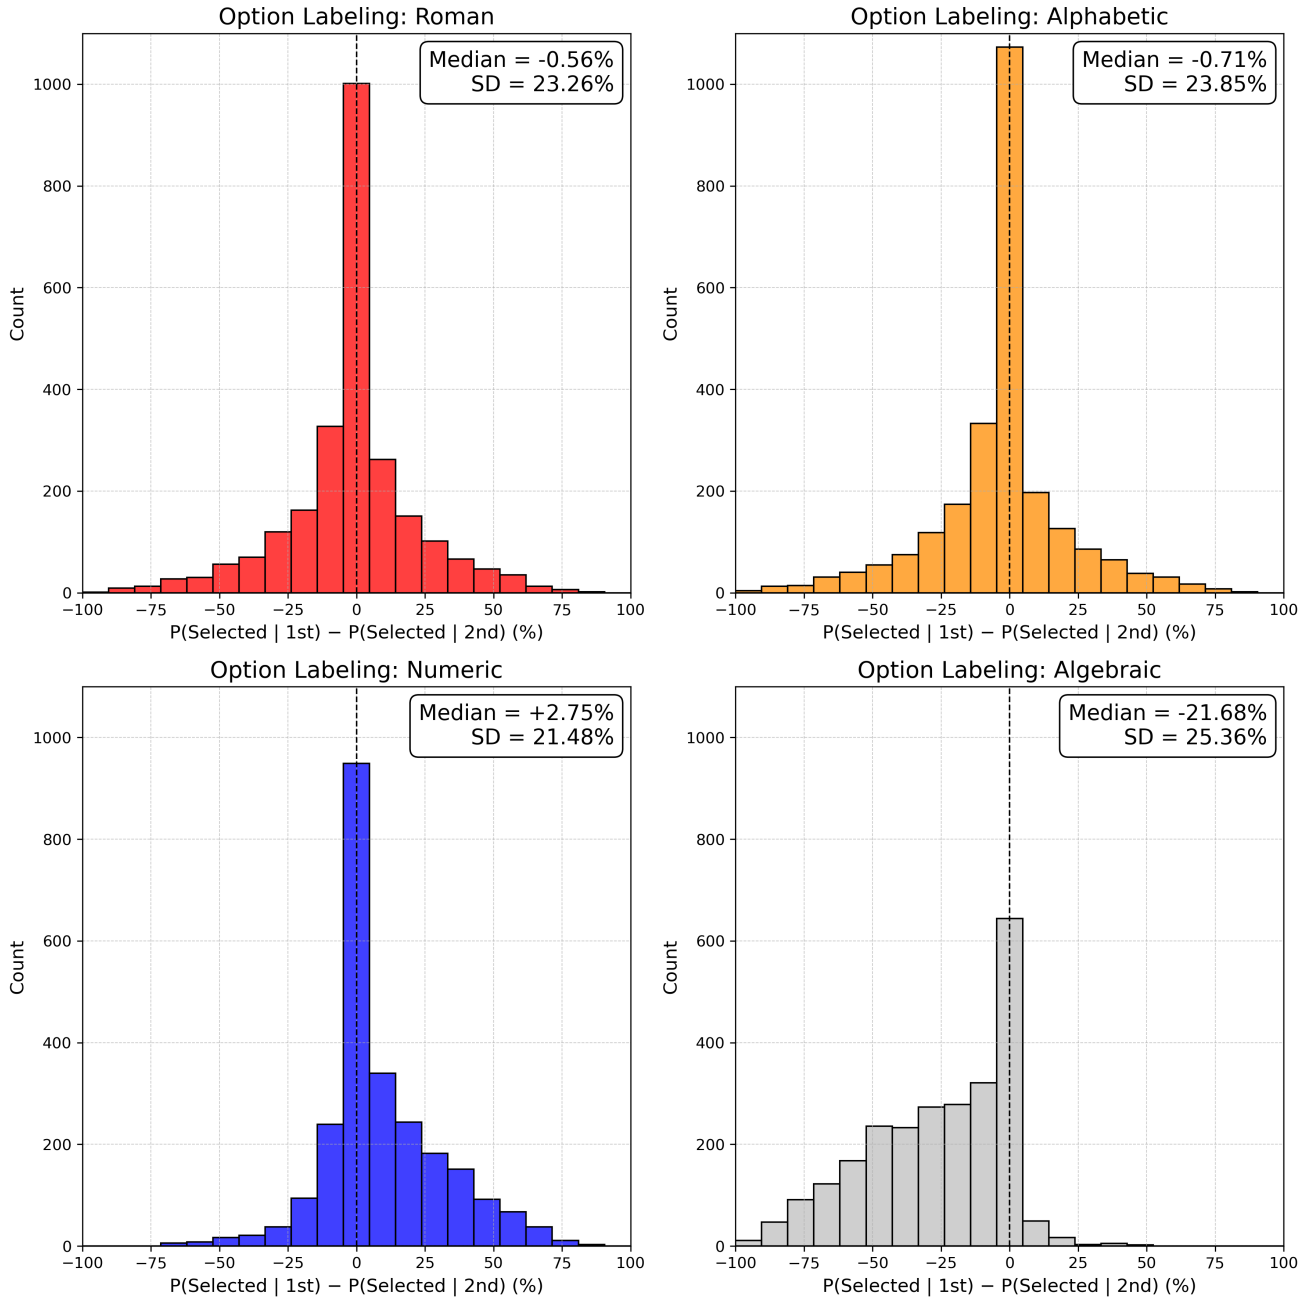 Option Labeling: Roman
Median = -0.56%
SD = 23.26%
Count
1000
800
600
400
200
0
−100 −75 −50 −25 0 25 50 75 100
P(Selected | 1st) − P(Selected | 2nd) (%)
Option Labeling: Alphabetic
Median = -0.71%
SD = 23.85%
Count
1000
800
600
400
200
0
−100 −75 −50 −25 0 25 50 75 100
P(Selected | 1st) − P(Selected | 2nd) (%)
Option Labeling: Numeric
Median = +2.75%
SD = 21.48%
Count
1000
800
600
400
200
0
−100 −75 −50 −25 0 25 50 75 100
P(Selected | 1st) − P(Selected | 2nd) (%)
Option Labeling: Algebraic
Median = -21.68%
SD = 25.36%
Count
1000
800
600
400
200
0
−100 −75 −50 −25 0 25 50 75 100
P(Selected | 1st) − P(Selected | 2nd) (%)